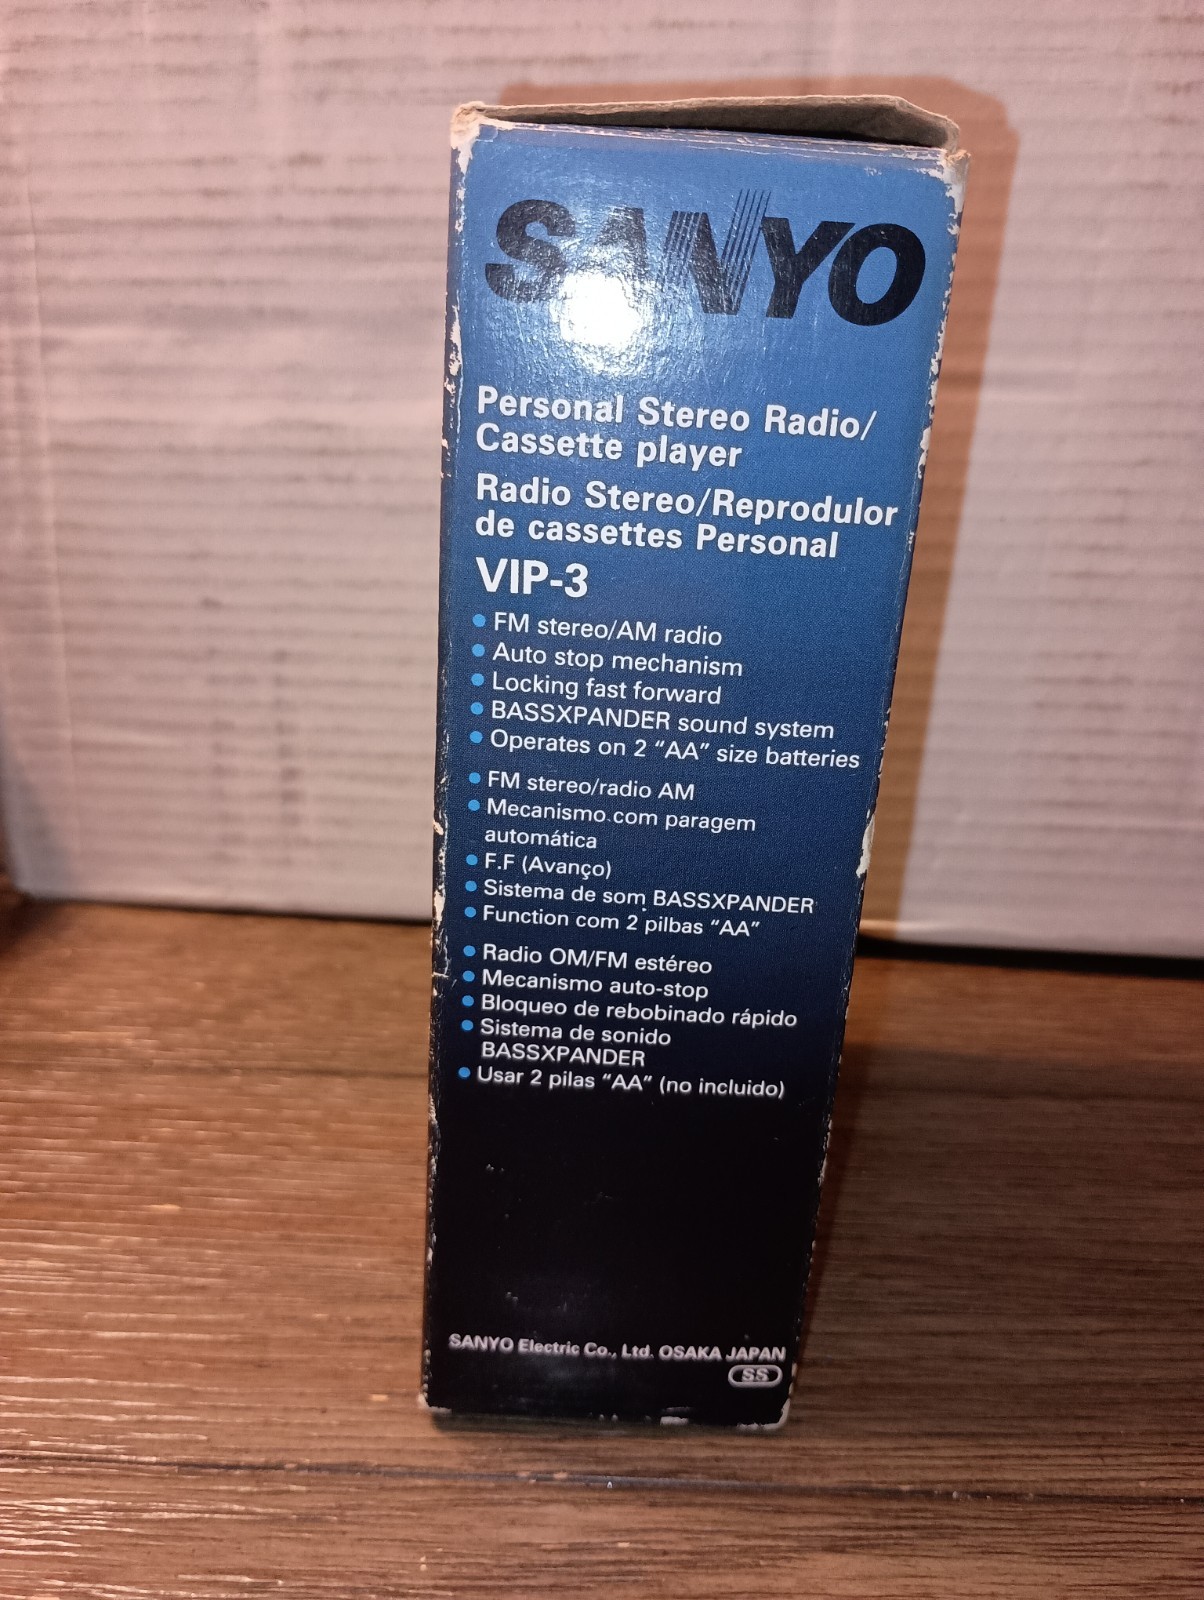 SANYO
Personal Stereo Radio/
Cassette player
Radio Stereo/Reprodulor
de cassettes Personal
VIP-3
• FM stereo/AM radio
• Auto stop mechanism
• Locking fast forward
• BASSXPANDER sound system
• Operates on 2 “AA” size batteries
• FM stereo/radio AM
• Mecanismo com paragem
automática
• F.F (Avanço)
• Sistema de som BASSXPANDER
• Function com 2 pilbas “AA”
• Radio OM/FM estéreo
• Mecanismo auto-stop
• Bloqueo de rebobinado rápido
• Sistema de sonido
BASSXPANDER
• Usar 2 pilas “AA” (no incluido)
SANYO Electric Co., Ltd. OSAKA JAPAN
SS